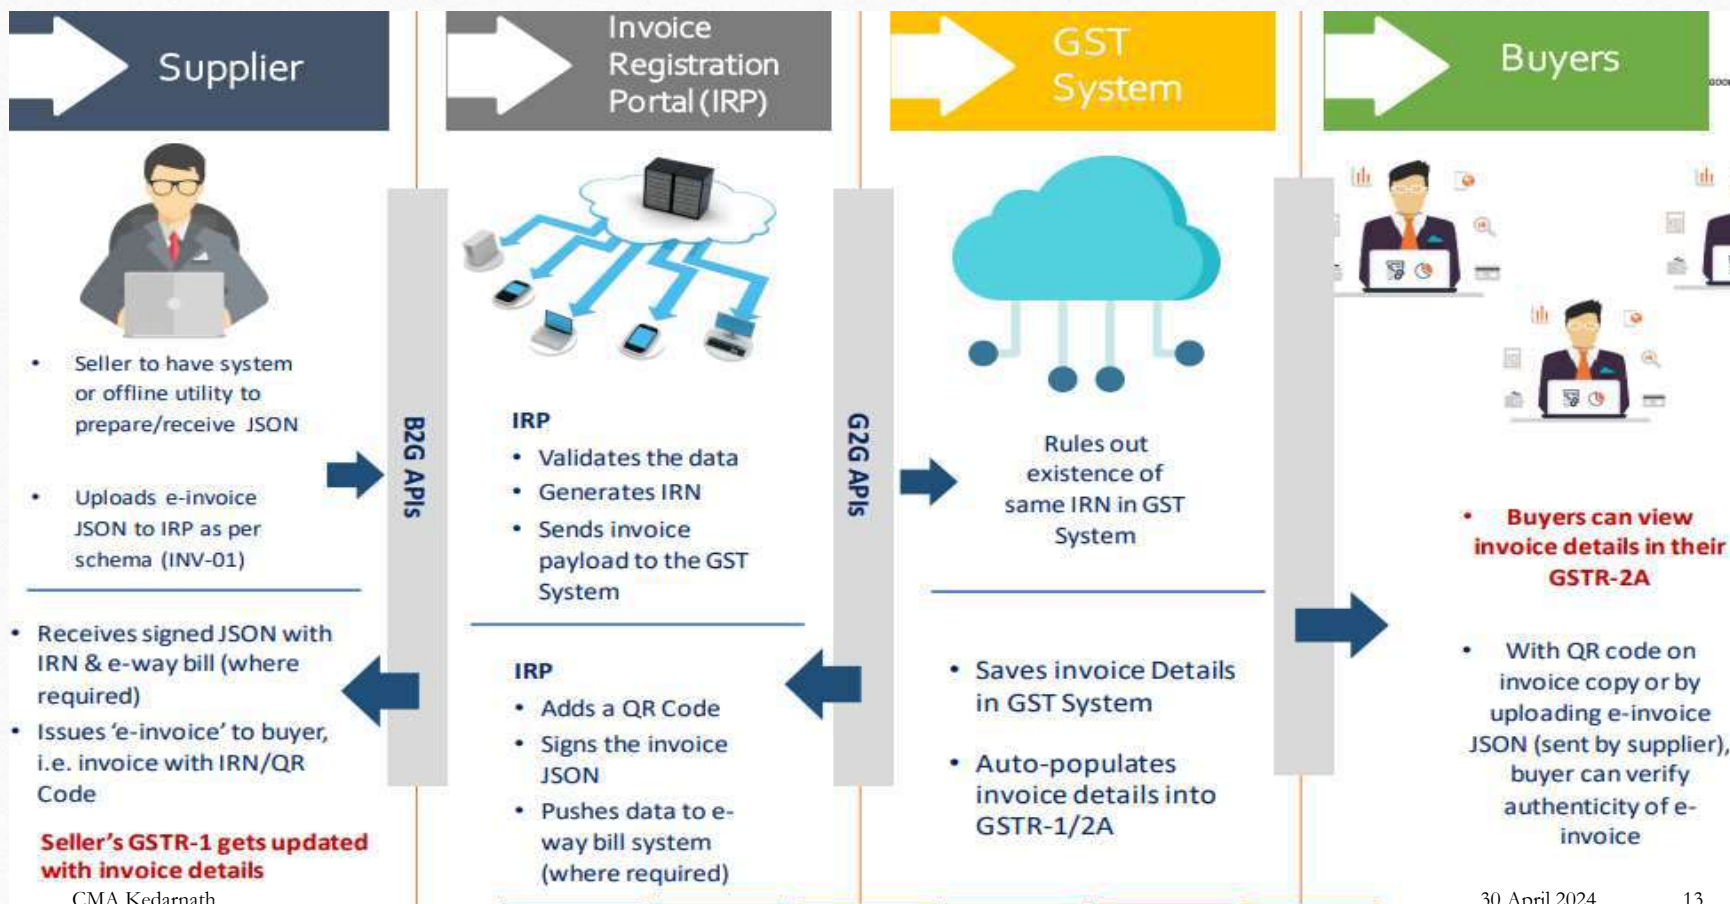 Supplier
Invoice
Registration
Portal (IRP)
GST
System
Buyers
• Seller to have system
or offline utility to
prepare/receive JSON
• Uploads e-invoice
JSON to IRP as per
schema (INV-01)
• Receives signed JSON with
IRN & e-way bill (where
required)
• Issues ‘e-invoice’ to buyer,
i.e. invoice with IRN/QR
Code
Seller’s GSTR-1 gets updated
with invoice details
B2G APIs
IRP
• Validates the data
• Generates IRN
• Sends invoice
payload to the GST
System
IRP
• Adds a QR Code
• Signs the invoice
JSON
• Pushes data to e-
way bill system
(where required)
G2G APIs
Rules out
existence of
same IRN in GST
System
• Saves invoice Details
in GST System
• Auto-populates
invoice details into
GSTR-1/2A
• Buyers can view
invoice details in their
GSTR-2A
• With QR code on
invoice copy or by
uploading e-invoice
JSON (sent by supplier),
buyer can verify
authenticity of e-
invoice
CMA Kedarnath
30 April 2024
13